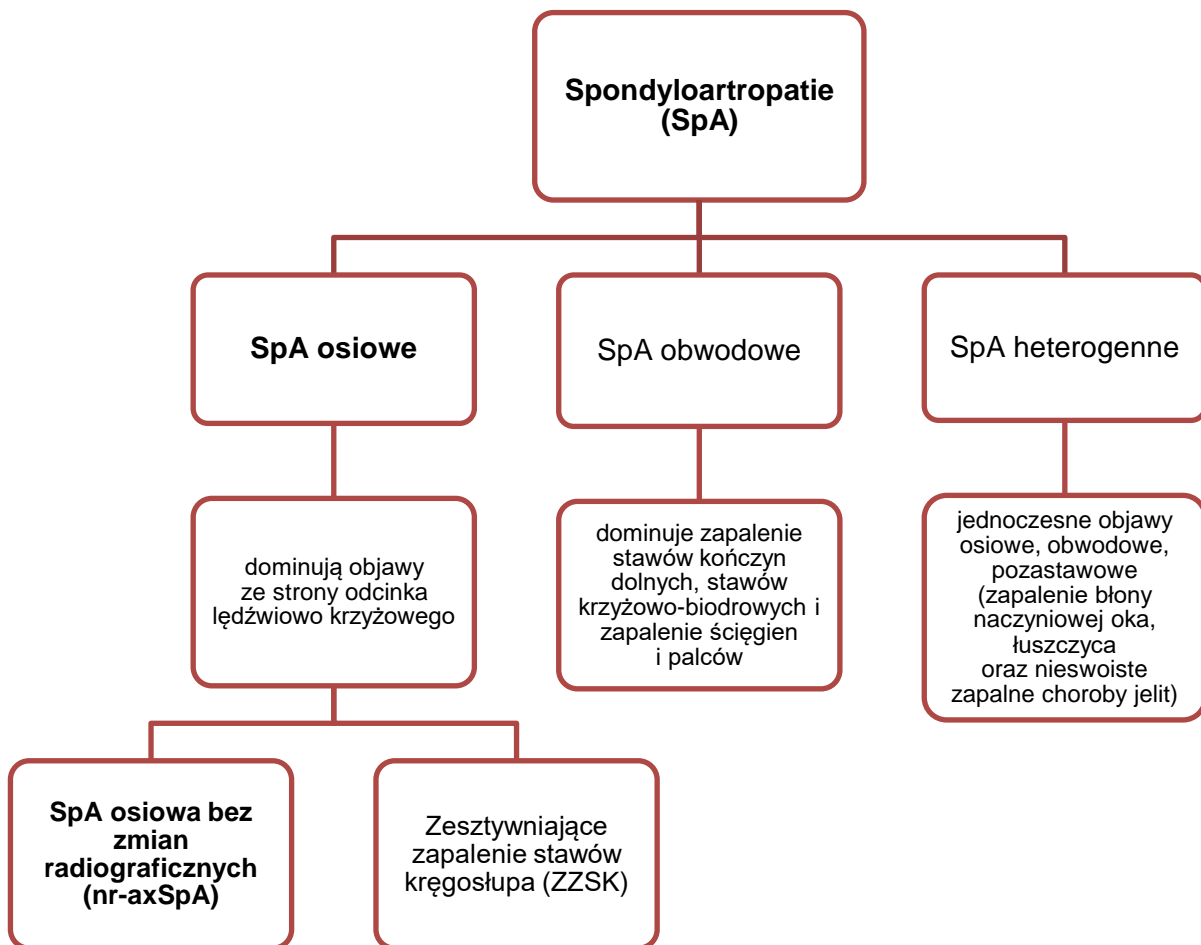 Spondyloartropatie
(SpA)
SpA osiowe
SpA obwodowe
SpA heterogenne
dominują objawy
ze strony odcinka
lędźwiowo krzyżowego
dominuje zapalenie
stawów kończyn
dolnych, stawów
krzyżowo-biodrowych i
zapalenie ścięgien
i palców
jednoczesne objawy
osiowe, obwodowe,
pozastawowe
(zapalenie błony
naczyniowej oka,
łuszczyca
oraz nieswoiste
zapalne choroby jelit)
SpA osiowa bez
zmian
radiograficznych
(nr-axSpA)
Zesztywniające
zapalenie stawów
kręgosłupa (ZZSK)